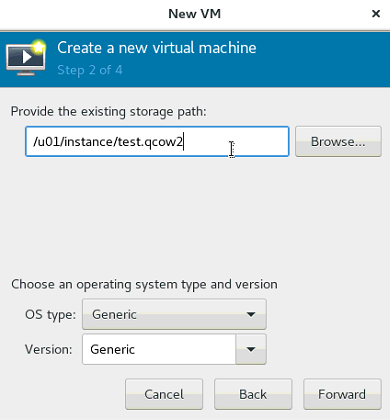 New VM
Create a new virtual machine
Step 2 of 4
Provide the existing storage path:
/u01/instance/test.qcow2 Browse...
Choose an operating system type and version
OS type: Generic
Version: Generic
Cancel Back Forward